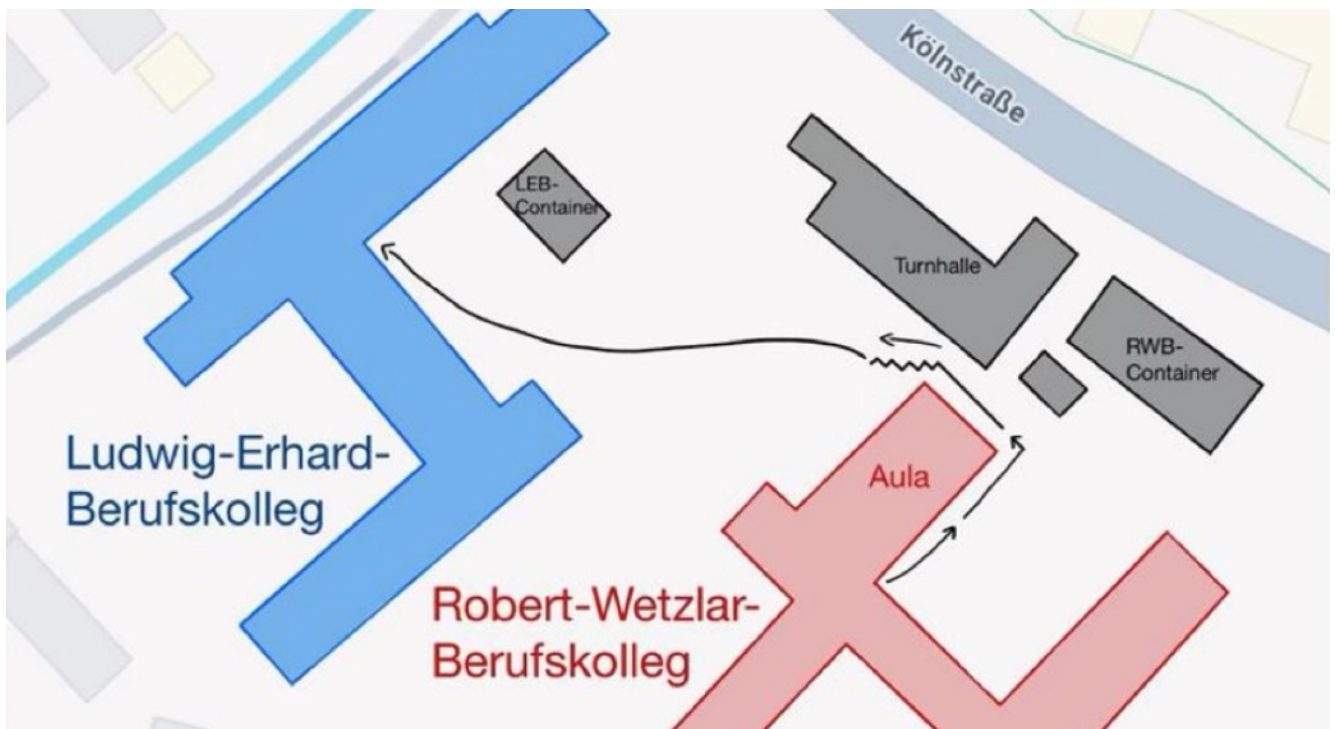 Kölnstraße
LEB-
Container
Turnhalle
RWB-
Container
Ludwig-Erhard-
Berufskolleg
Aula
Robert-Wetzlar-
Berufskolleg